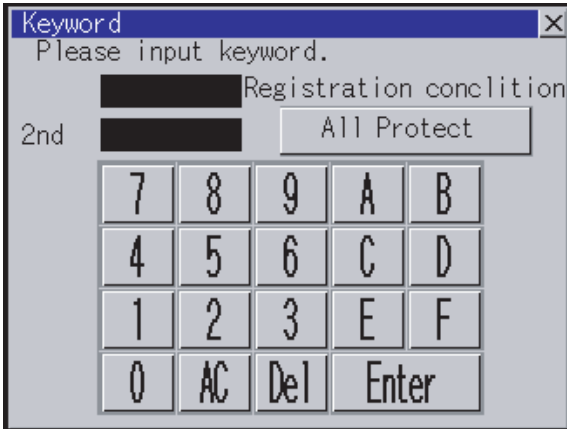 Keyword
Please input keyword.
Registration conclition
2nd All Protect
7 8 9 A B
4 5 6 C D
1 2 3 E F
0 AC Del Enter